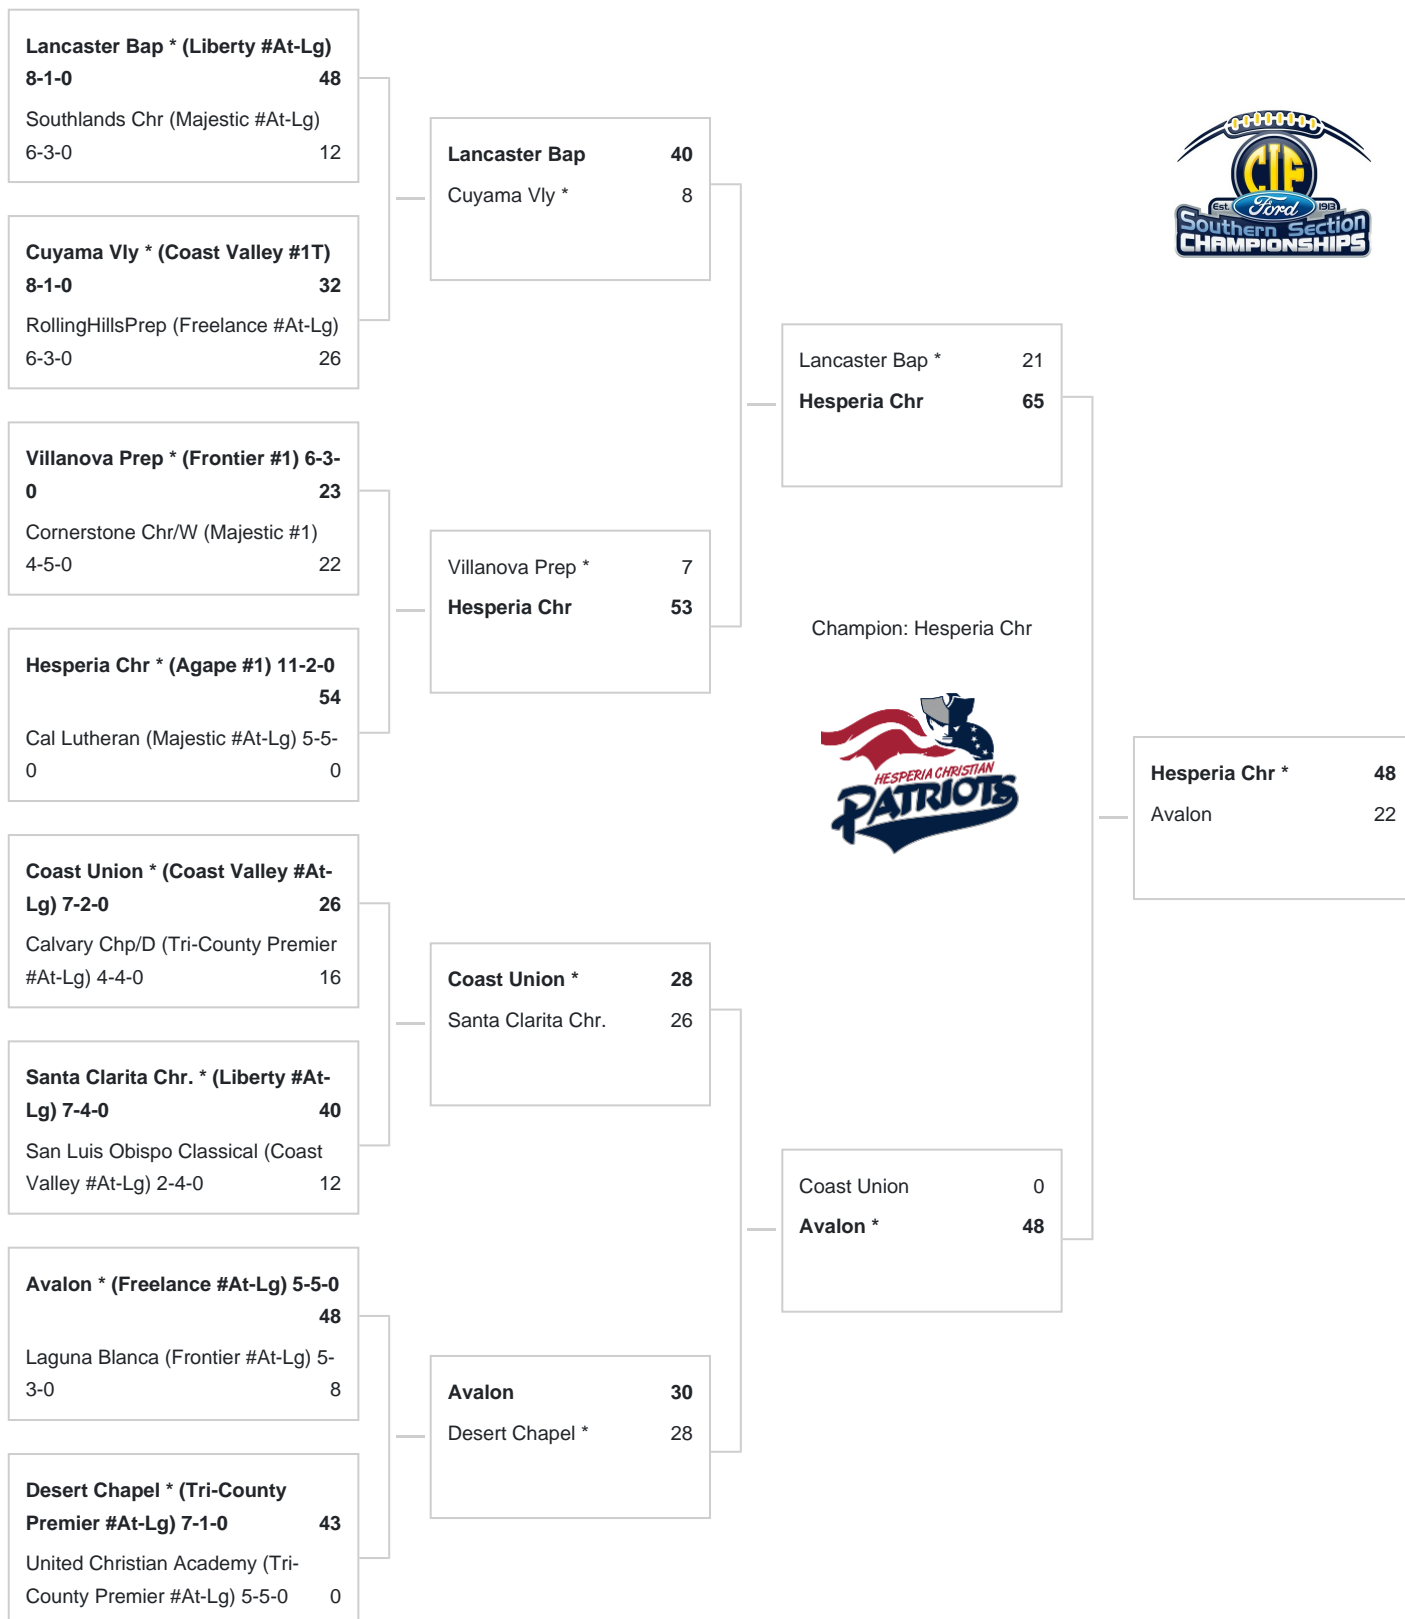 Lancaster Bap * (Liberty #At-Lg)
8-1-0 48
Southlands Chr (Majestic #At-Lg)
6-3-0 12
Cuyama Vly * (Coast Valley #1T)
8-1-0 32
RollingHillsPrep (Freelance #At-Lg)
6-3-0 26
Villanova Prep * (Frontier #1) 6-3-
0 23
Cornerstone Chr/W (Majestic #1)
4-5-0 22
Hesperia Chr * (Agape #1) 11-2-0
54
Cal Lutheran (Majestic #At-Lg) 5-5-
0 0
Coast Union * (Coast Valley #At-
Lg) 7-2-0 26
Calvary Chp/D (Tri-County Premier
#At-Lg) 4-4-0 16
Santa Clarita Chr. * (Liberty #At-
Lg) 7-4-0 40
San Luis Obispo Classical (Coast
Valley #At-Lg) 2-4-0 12
Avalon * (Freelance #At-Lg) 5-5-0
48
Laguna Blanca (Frontier #At-Lg) 5-
3-0 8
Desert Chapel * (Tri-County
Premier #At-Lg) 7-1-0 43
United Christian Academy (Tri-
County Premier #At-Lg) 5-5-0 0
Lancaster Bap 40
Cuyama Vly * 8
Villanova Prep * 7
Hesperia Chr 53
Coast Union * 28
Santa Clarita Chr. 26
Avalon 30
Desert Chapel * 28
Lancaster Bap * 21
Hesperia Chr 65
Coast Union 0
Avalon * 48
Champion: Hesperia Chr
HESPERIA CHRISTIAN
PATRIOTS
Hesperia Chr * 48
Avalon 22
CIF
Est. Ford 1913
Southern Section
CHAMPIONSHIPS